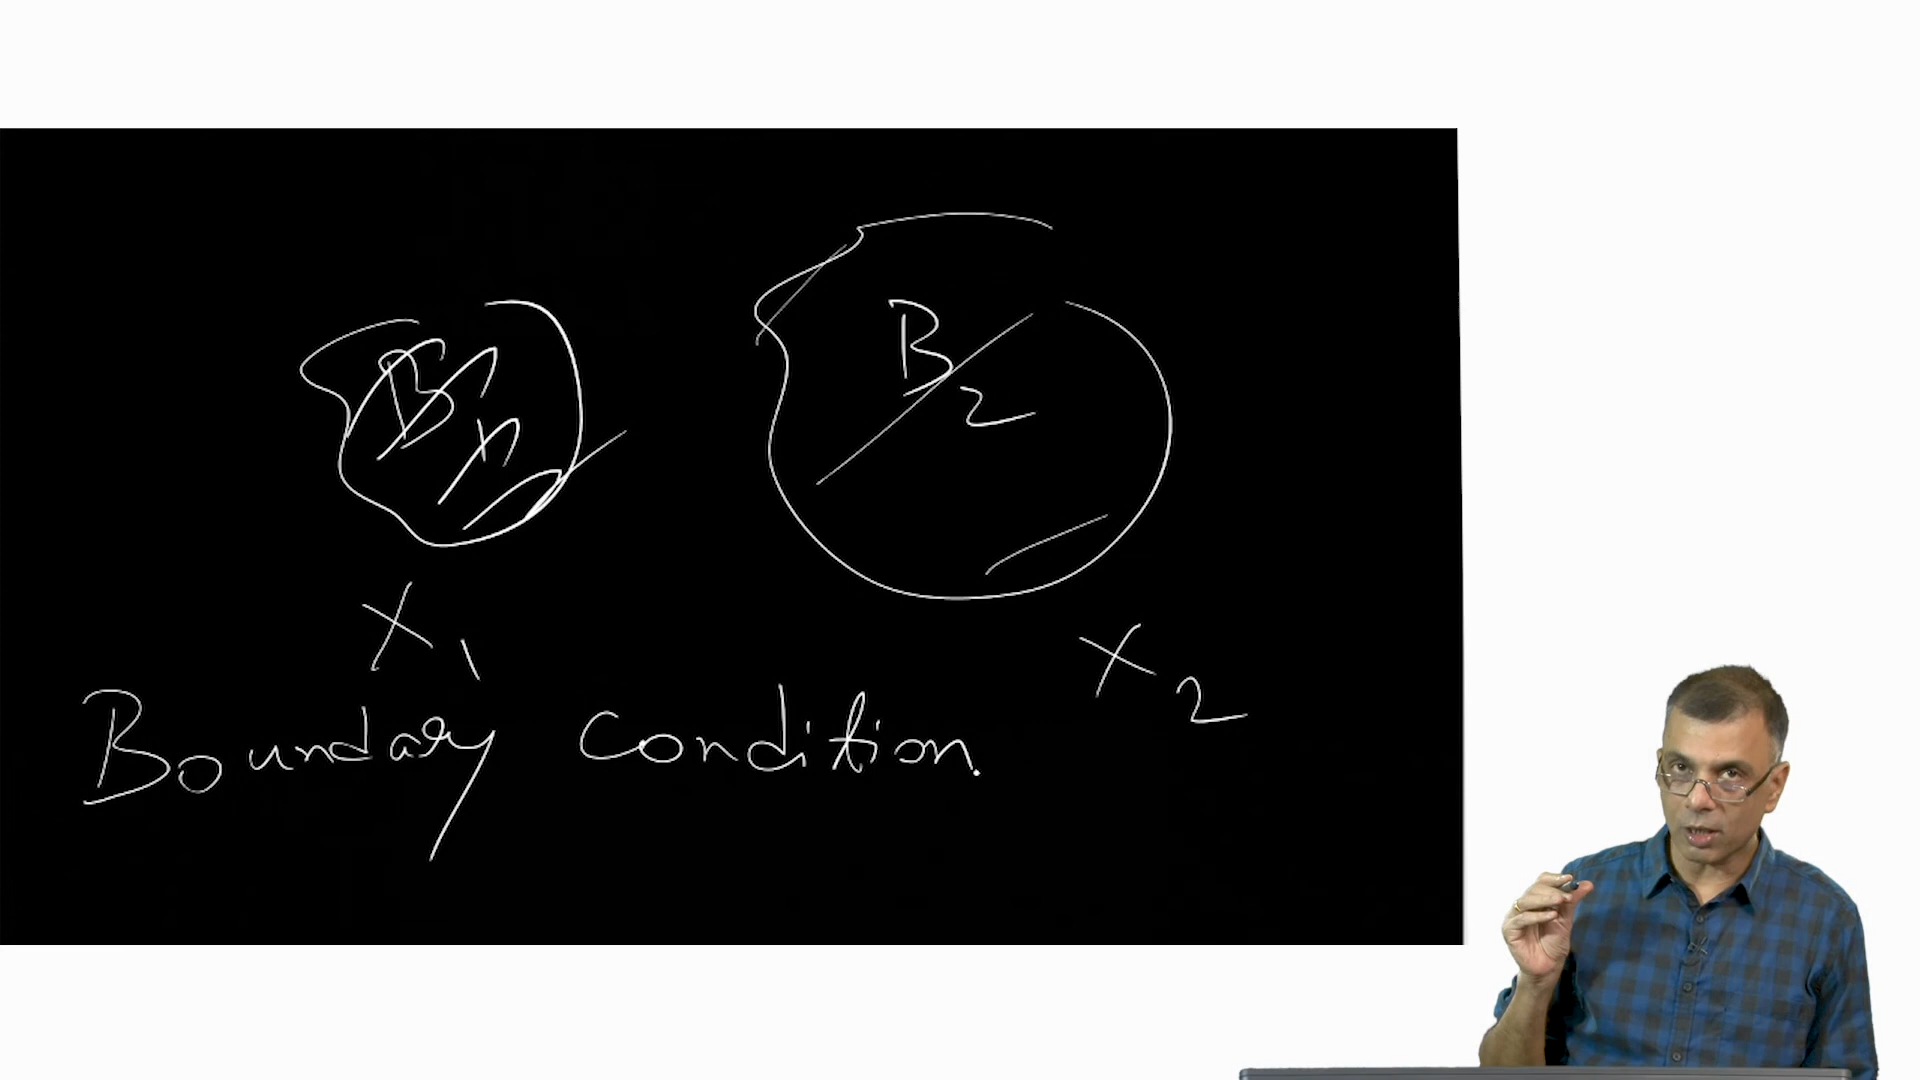 B₂
X₁
X₂
Boundary Condition.